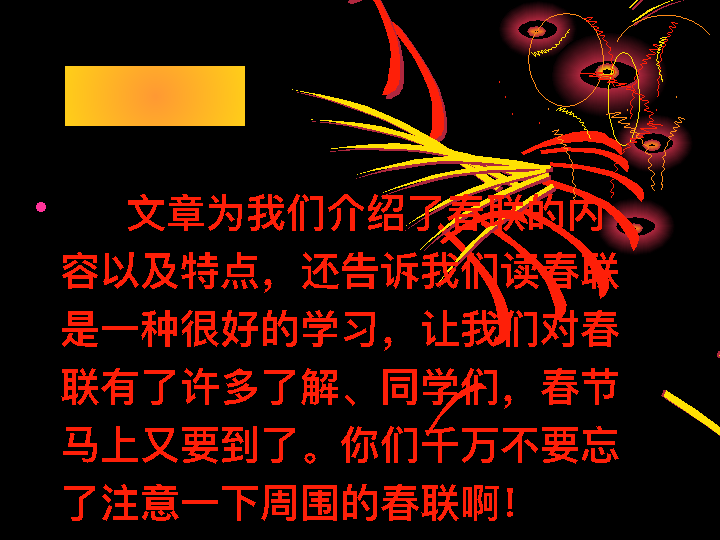 文章为我们介绍了春联的内
容以及特点，还告诉我们读春联
是一种很好的学习，让我们对春
联有了许多了解、同学们，春节
马上又要到了。你们千万不要忘
了注意一下周围的春联啊！